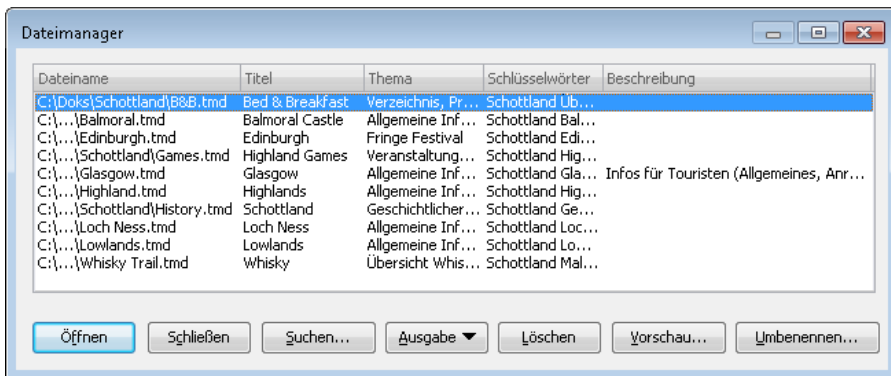 Dateimanager
Dateiname Titel Thema Schlüsselwörter Beschreibung
C:\Doks\Schottland\B&B.tmd Bed & Breakfast Verzeichnis, Pr... Schottland Üb...
C:\...\Balmoral.tmd Balmoral Castle Allgemeine Inf... Schottland Bal...
C:\...\Edinburgh.tmd Edinburgh Fringe Festival Schottland Edi...
C:\...\Schottland\Games.tmd Highland Games Veranstaltung... Schottland Hig...
C:\...\Glasgow.tmd Glasgow Allgemeine Inf... Schottland Gla... Infos für Touristen (Allgemeines, Anr...
C:\...\Highland.tmd Highlands Allgemeine Inf... Schottland Hig...
C:\...\Schottland\History.tmd Schottland Geschichtlicher... Schottland Ge...
C:\...\Loch Ness.tmd Loch Ness Allgemeine Inf... Schottland Loc...
C:\...\Lowlands.tmd Lowlands Allgemeine Inf... Schottland Lo...
C:\...\Whisky Trail.tmd Whisky Übersicht Whis... Schottland Mal...
Öffnen Schließen Suchen... Ausgabe Löschen Vorschau... Umbenennen...